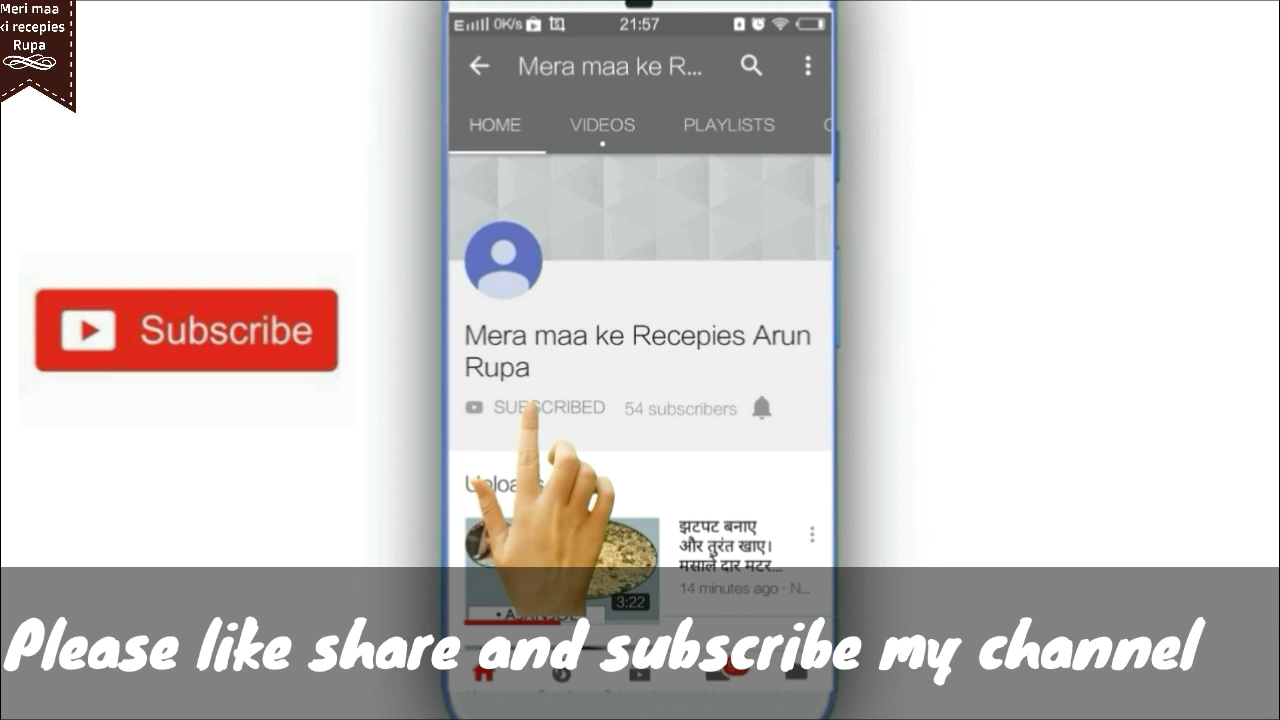 Meri maa
ki recepies
Rupa
E 0K/s 21:57
Mera maa ke R...
HOME VIDEOS PLAYLISTS
Mera maa ke Recepies Arun
Rupa
SUBSCRIBED 54 subscribers
Subscribe
Uploads
झटपट बनाए
और तुरंत खाए।
मसाले दार मटर...
14 minutes ago · N...
3:22
Please like share and subscribe my channel